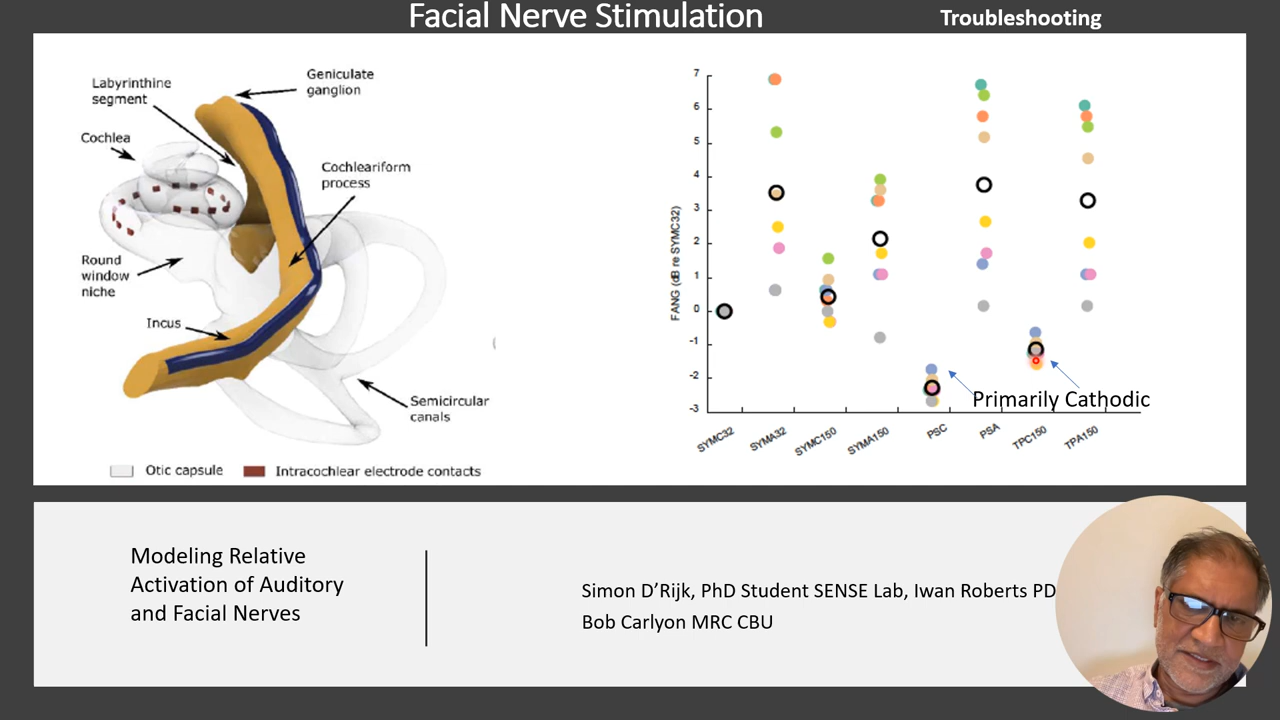 Facial Nerve Stimulation
Troubleshooting
Geniculate
ganglion
Labyrinthine
segment
Cochlea
Cochleariform
process
Round
window
niche
Incus
Semicircular
canals
Otic capsule
Intracochlear electrode contacts
FANG (dB re SYMC32)
7
6
5
4
3
2
1
0
-1
-2
-3
Primarily Cathodic
SYMC32
SYMA32
SYMC150
SYMA150
PSC
PSA
TPC150
TPA150
Modeling Relative
Activation of Auditory
and Facial Nerves
Simon D’Rijk, PhD Student SENSE Lab, Iwan Roberts PD
Bob Carlyon MRC CBU